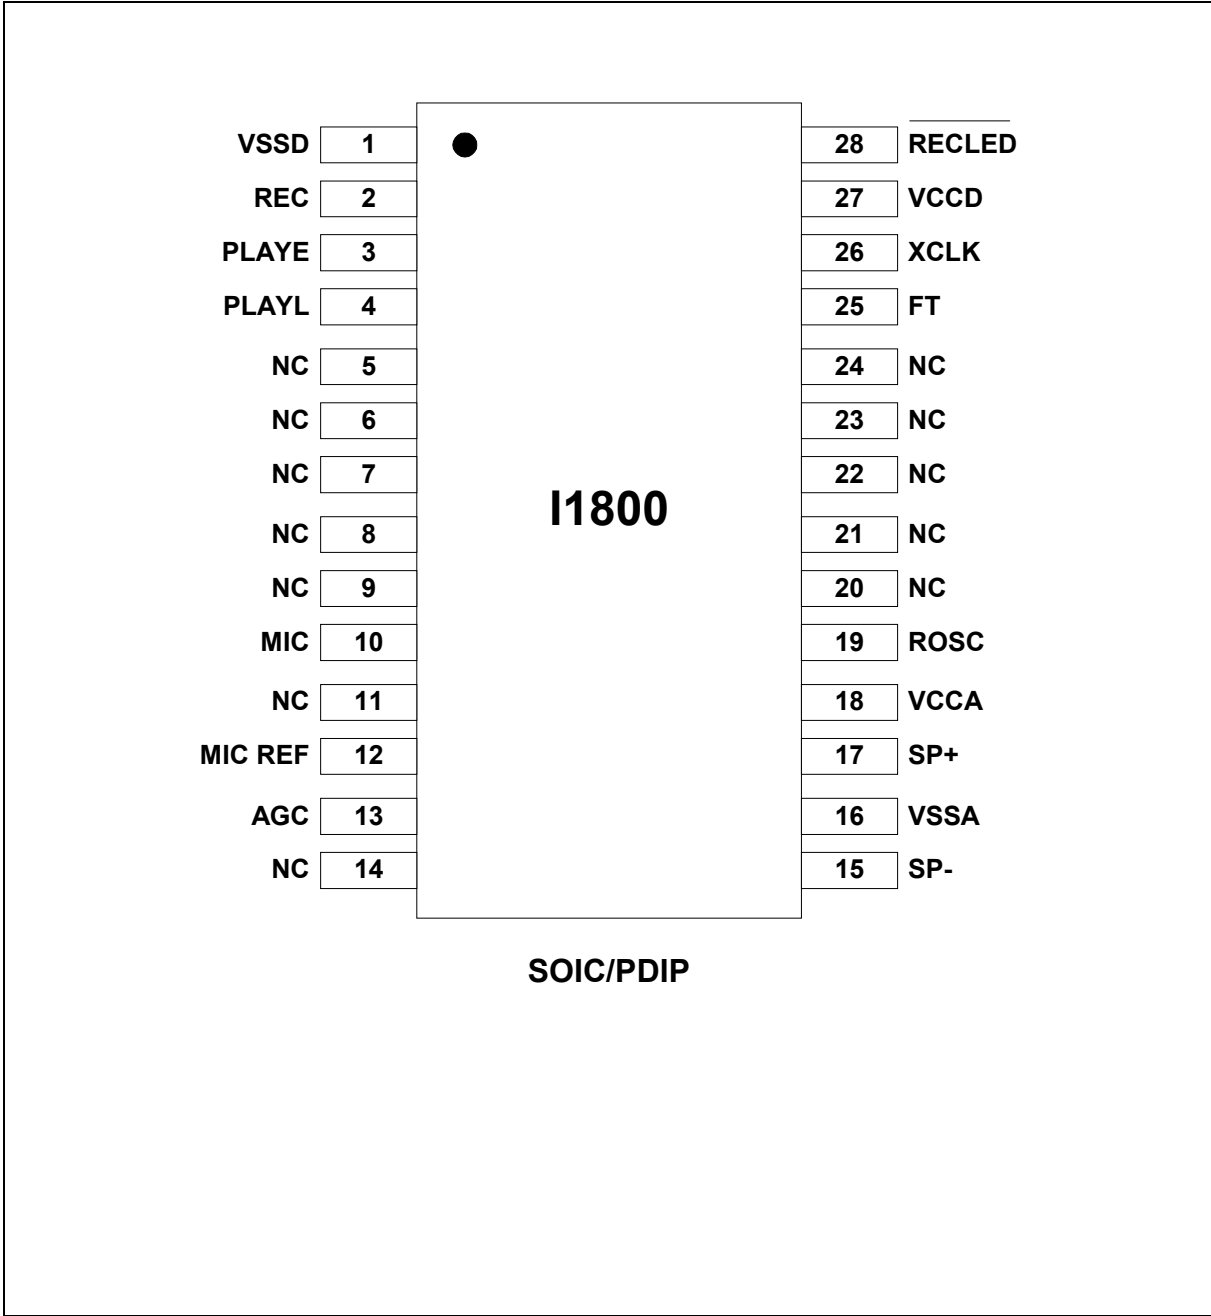 VSSD 1 28 RECLED
REC 2 27 VCCD
PLAYE 3 26 XCLK
PLAYL 4 25 FT
NC 5 24 NC
NC 6 23 NC
NC 7 22 NC
I1800
NC 8 21 NC
NC 9 20 NC
MIC 10 19 ROSC
NC 11 18 VCCA
MIC REF 12 17 SP+
AGC 13 16 VSSA
NC 14 15 SP-
SOIC/PDIP